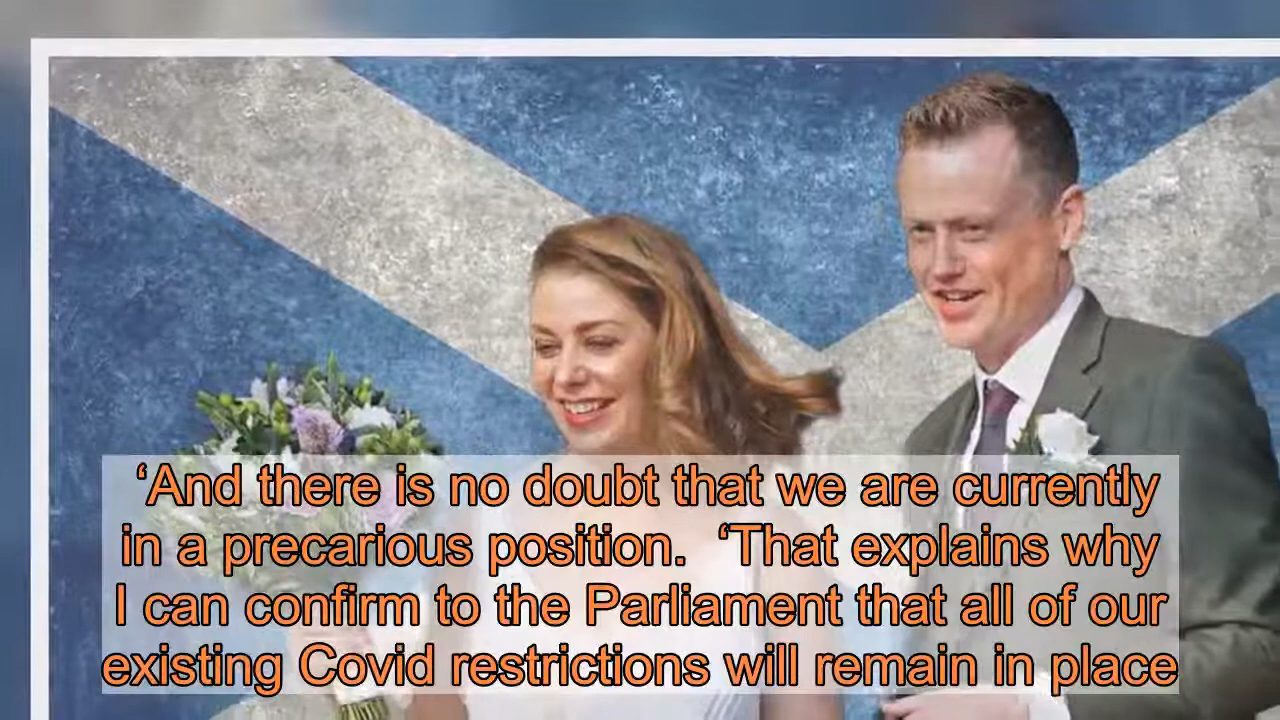 ‘And there is no doubt that we are currently
in a precarious position.  ‘That explains why
I can confirm to the Parliament that all of our
existing Covid restrictions will remain in place